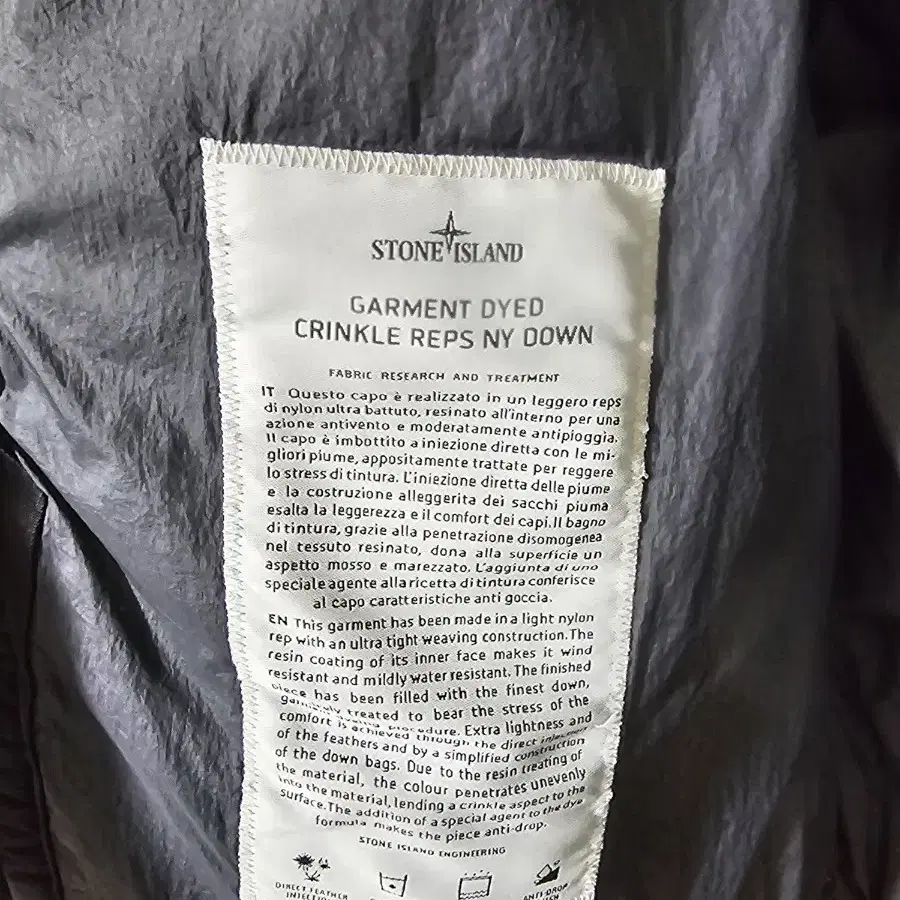 STONE ISLAND
GARMENT DYED
CRINKLE REPS NY DOWN
FABRIC RESEARCH AND TREATMENT
IT Questo capo è realizzato in un leggero reps
di nylon ultra battuto, resinato all'interno per una
azione antivento e moderatamente antipioggia.
Il capo è imbottito a iniezione diretta con le mi-
gliori piume, appositamente trattate per reggere
lo stress di tintura. L'iniezione diretta delle piume
e la costruzione alleggerita dei sacchi piuma
esalta la leggerezza e il comfort dei capi. Il bagno
di tintura, grazie alla penetrazione disomogenea
nel tessuto resinato, dona alla superficie un
aspetto mosso e marezzato. L'aggiunta di uno
speciale agente alla ricetta di tintura conferisce
al capo caratteristiche anti goccia.
EN This garment has been made in a light nylon
rep with an ultra tight weaving construction. The
resin coating of its inner face makes it wind
resistant and mildly water resistant. The finished
piece has been filled with the finest down,
treated to bear the stress of the
procedure. Extra lightness and
comfort is achieved through the direct injection
of the feathers and by a simplified construction
of the down bags. Due to the resin treating of
the material, the colour penetrates unevenly
into the material, lending a crinkle aspect to the
surface. The addition of a special agent to the dye
formula makes the piece anti-drop.
STONE ISLAND ENGINEERING
DIRECT FEATHER
INJECTION
ANTI-DROP